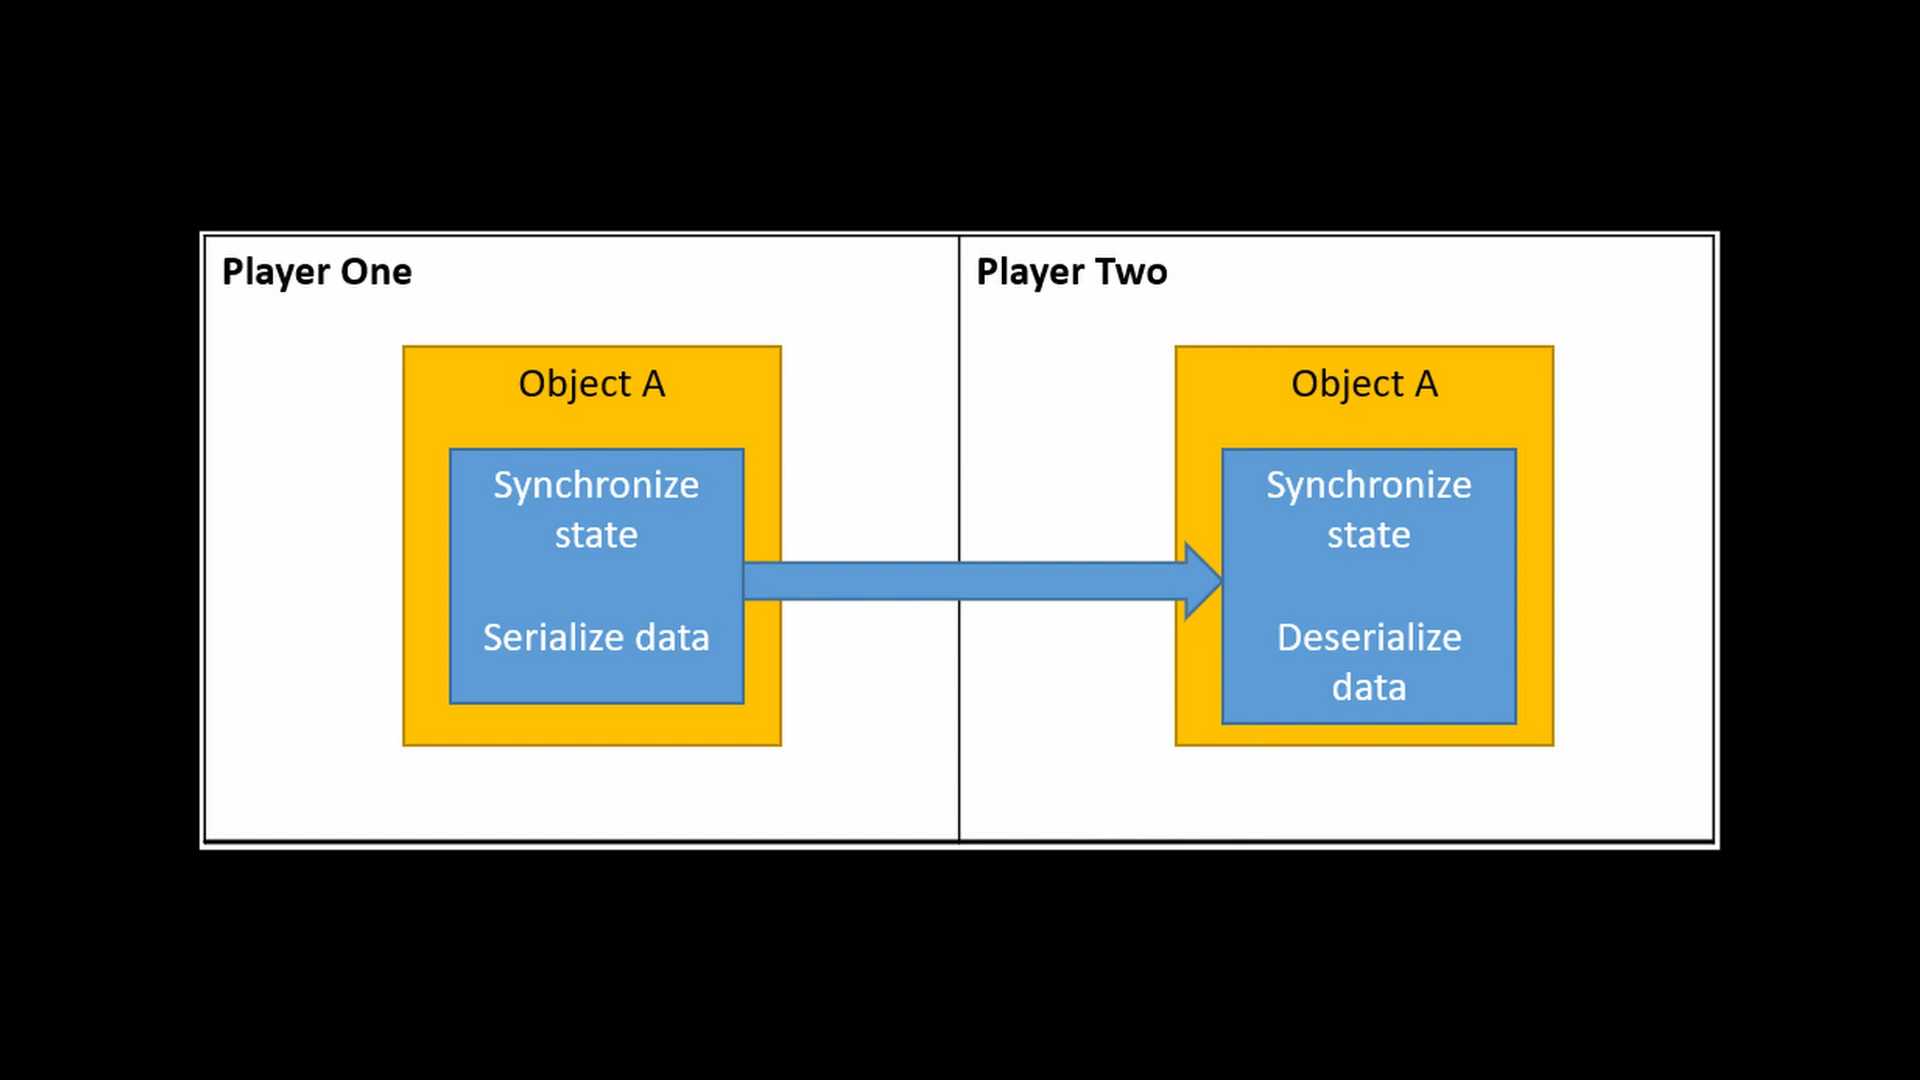 Player One
Object A
Synchronize
state
Serialize data
Player Two
Object A
Synchronize
state
Deserialize
data